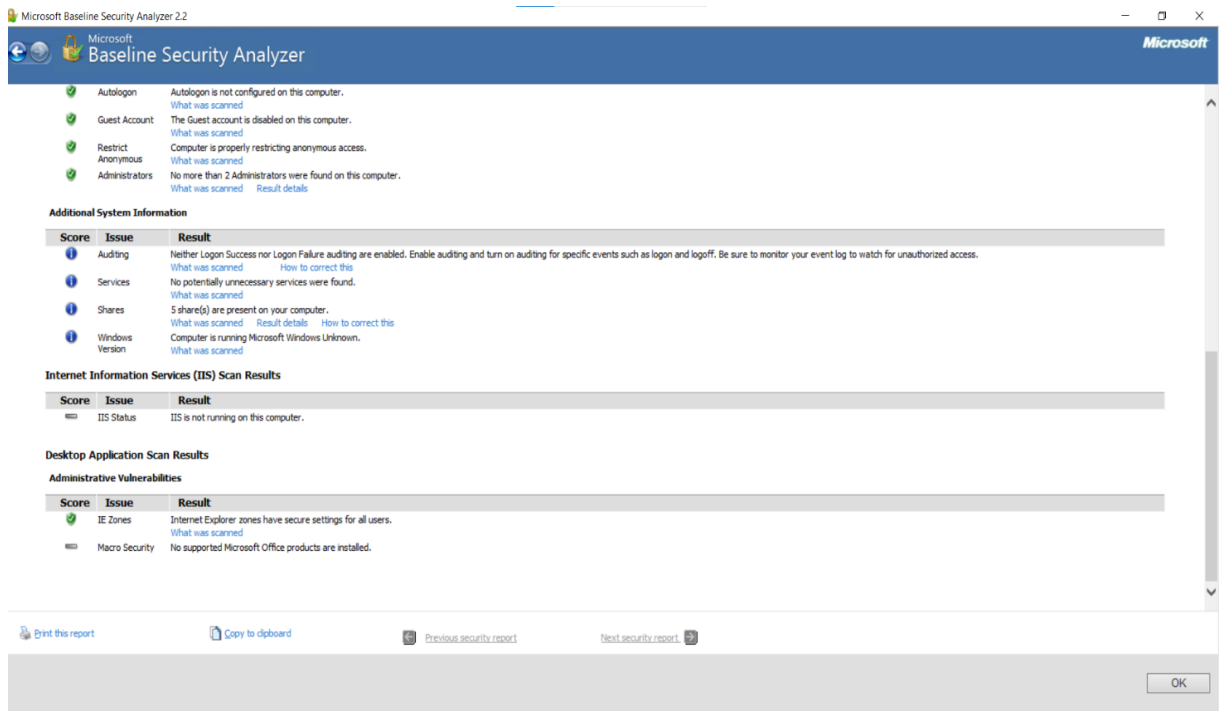 Microsoft Baseline Security Analyzer 2.2
Microsoft
Baseline Security Analyzer
Microsoft
Autologon Autologon is not configured on this computer.
What was scanned
Guest Account The Guest account is disabled on this computer.
What was scanned
Restrict Computer is properly restricting anonymous access.
Anonymous What was scanned
Administrators No more than 2 Administrators were found on this computer.
What was scanned Result details
Additional System Information
Score Issue Result
Auditing Neither Logon Success nor Logon Failure auditing are enabled. Enable auditing and turn on auditing for specific events such as logon and logoff. Be sure to monitor your event log to watch for unauthorized access.
What was scanned How to correct this
Services No potentially unnecessary services were found.
What was scanned
Shares 5 share(s) are present on your computer.
What was scanned Result details How to correct this
Windows Computer is running Microsoft Windows Unknown.
Version What was scanned
Internet Information Services (IIS) Scan Results
Score Issue Result
IIS Status IIS is not running on this computer.
Desktop Application Scan Results
Administrative Vulnerabilities
Score Issue Result
IE Zones Internet Explorer zones have secure settings for all users.
What was scanned
Macro Security No supported Microsoft Office products are installed.
Print this report Copy to clipboard Previous security report Next security report
OK